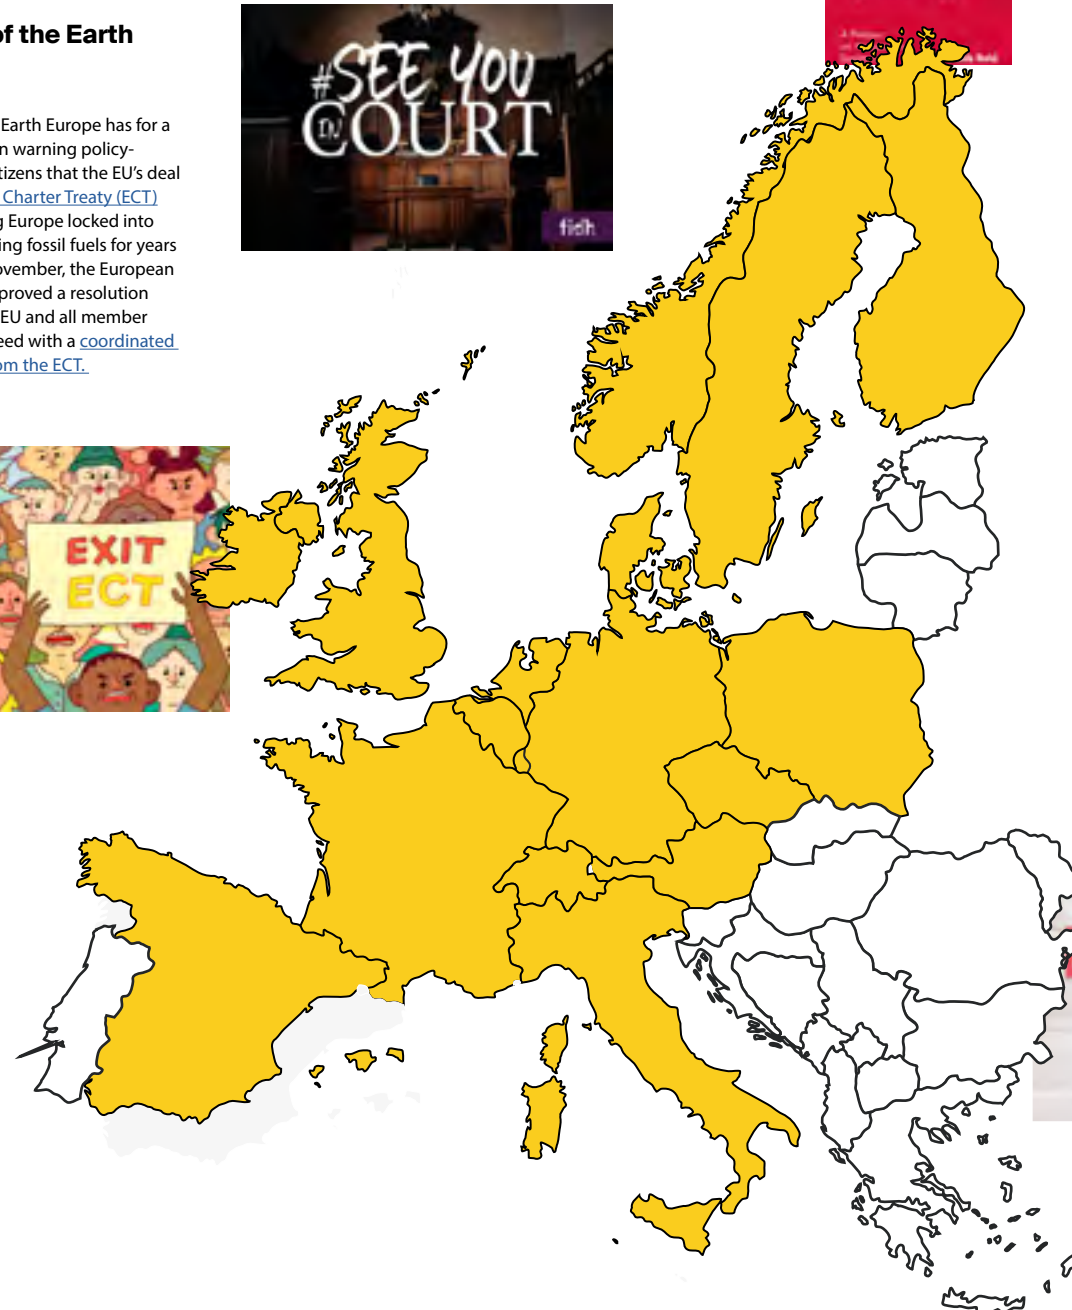 of the Earth
Earth Europe has for a
n warning policy-
tizens that the EU’s deal
Charter Treaty (ECT)
g Europe locked into
ing fossil fuels for years
ovember, the European
proved a resolution
EU and all member
eed with a coordinated
om the ECT.
#SEE YOU
IN COURT
fidh
EXIT
ECT